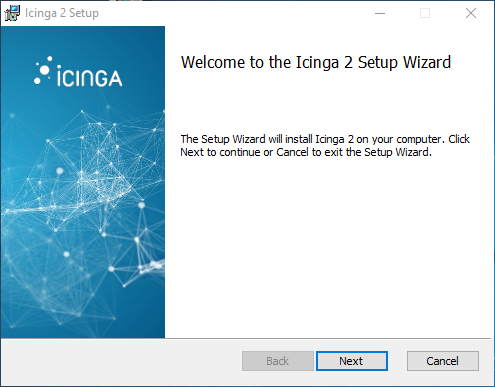 Icinga 2 Setup
ICINGA
Welcome to the Icinga 2 Setup Wizard
The Setup Wizard will install Icinga 2 on your computer. Click
Next to continue or Cancel to exit the Setup Wizard.
Back
Next
Cancel